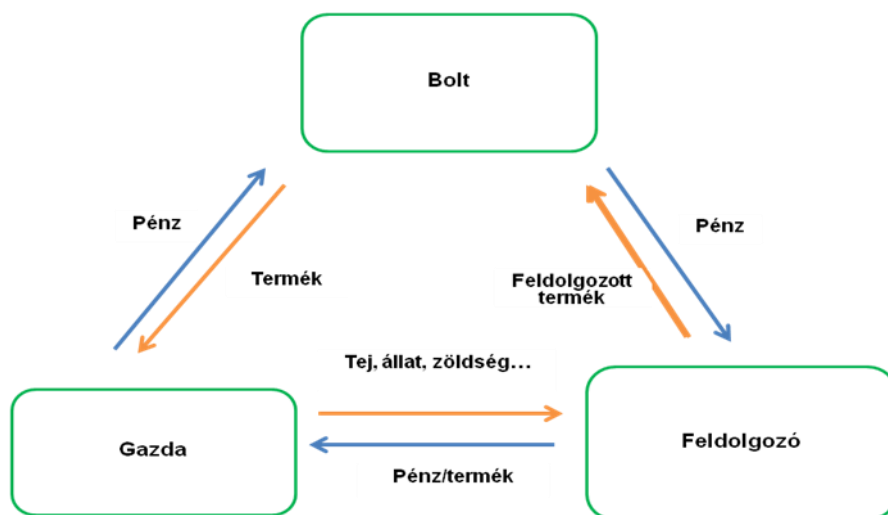 Bolt
Pénz
Pénz
Termék
Feldolgozott
termék
Tej, állat, zöldség...
Gazda
Feldolgozó
Pénz/termék